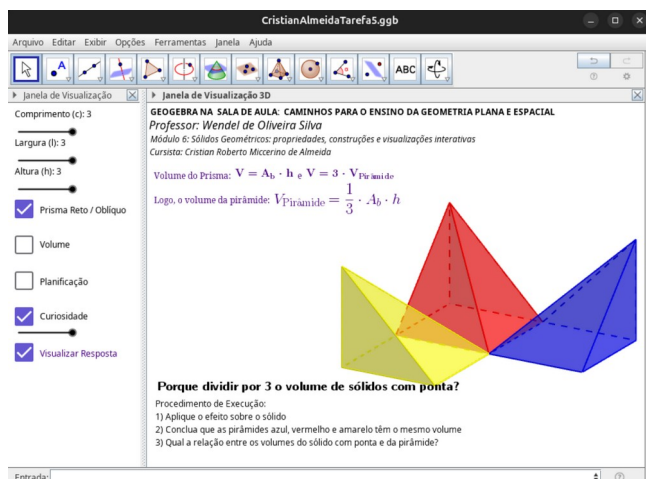 CristianAlmeidaTarefa5.ggb
Arquivo Editar Exibir Opções Ferramentas Janela Ajuda
A
ABC
Janela de Visualização
Janela de Visualização 3D
Comprimento (c): 3
Largura (l): 3
Altura (h): 3
Prisma Reto / Oblíquo
Volume
Planificação
Curiosidade
Visualizar Resposta
GEOGEBRA NA SALA DE AULA: CAMINHOS PARA O ENSINO DA GEOMETRIA PLANA E ESPACIAL
Professor: Wendel de Oliveira Silva
Módulo 6: Sólidos Geométricos: propriedades, construções e visualizações interativas
Cursista: Cristian Roberto Miccerino de Almeida
Volume do Prisma: V = A_b · h e V = 3 · V_Pirâmide
Logo, o volume da pirâmide: V_Pirâmide = 1/3 · A_b · h
Porque dividir por 3 o volume de sólidos com ponta?
Procedimento de Execução:
1) Aplique o efeito sobre o sólido
2) Conclua que as pirâmides azul, vermelho e amarelo têm o mesmo volume
3) Qual a relação entre os volumes do sólido com ponta e da pirâmide?
Entrada: